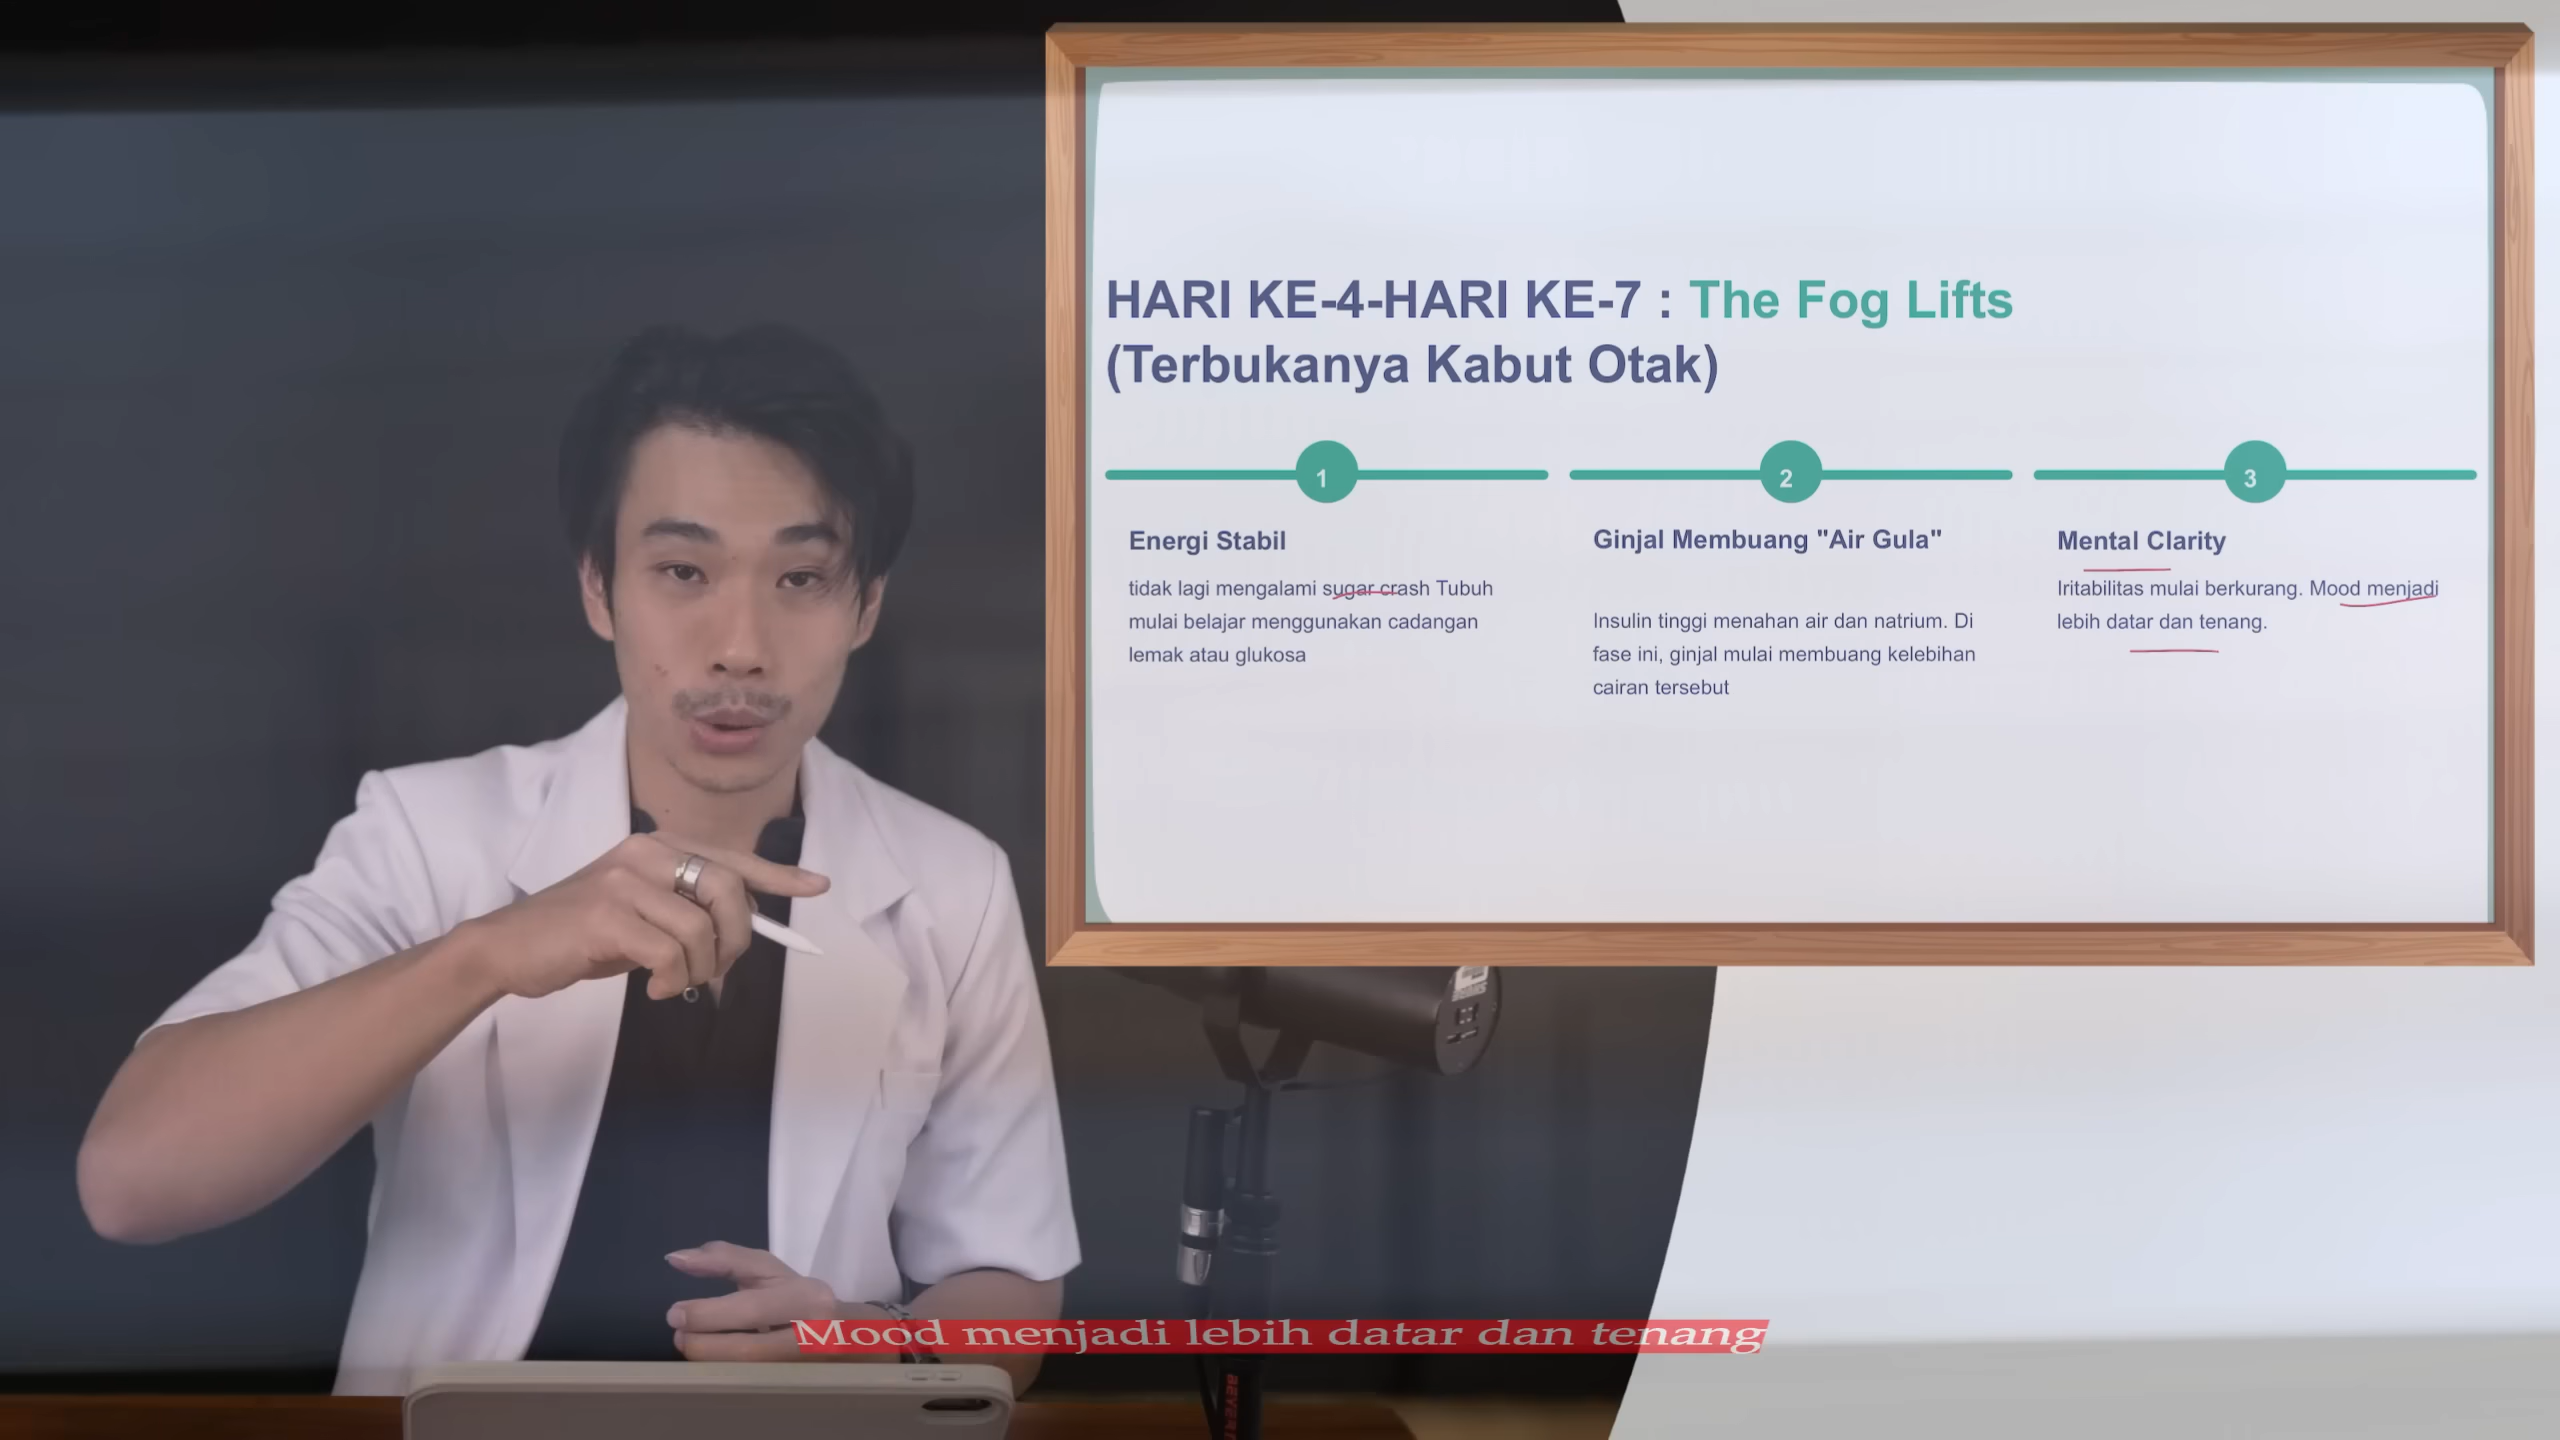 HARI KE-4-HARI KE-7 : The Fog Lifts
(Terbukanya Kabut Otak)
1
Energi Stabil
tidak lagi mengalami sugar crash Tubuh
mulai belajar menggunakan cadangan
lemak atau glukosa
2
Ginjal Membuang "Air Gula"
Insulin tinggi menahan air dan natrium. Di
fase ini, ginjal mulai membuang kelebihan
cairan tersebut
3
Mental Clarity
Iritabilitas mulai berkurang. Mood menjadi
lebih datar dan tenang.
Mood menjadi lebih datar dan tenang